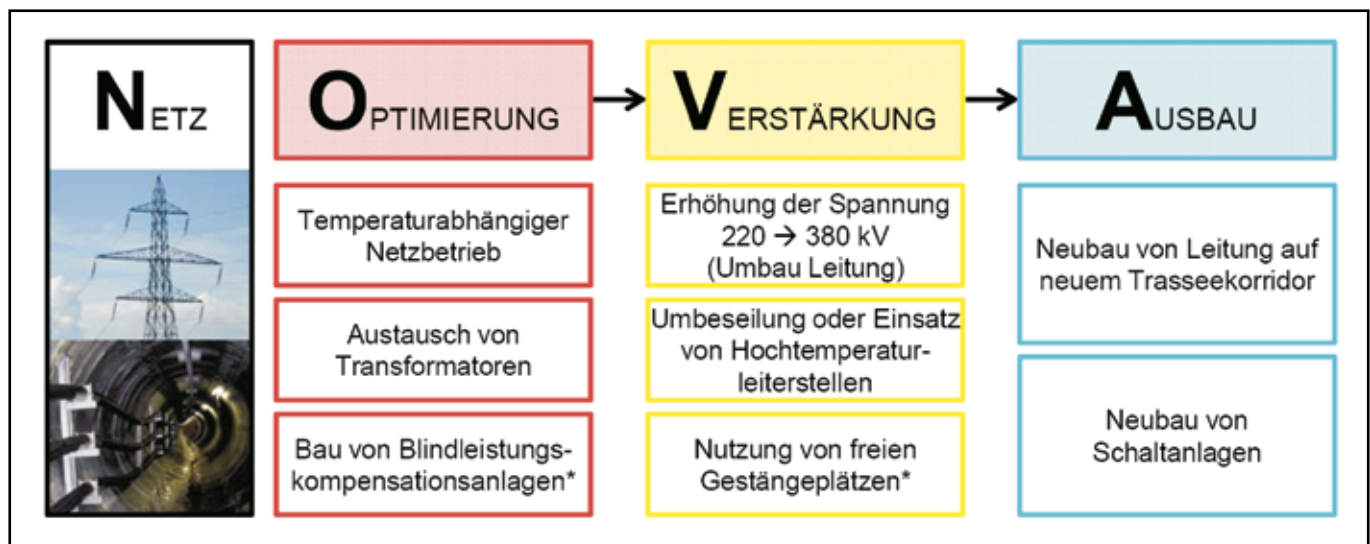 NETZ
OPTIMIERUNG
Temperaturabhängiger
Netzbetrieb
Austausch von
Transformatoren
Bau von Blindleistungs-
kompensationsanlagen*
VERSTÄRKUNG
Erhöhung der Spannung
220 → 380 kV
(Umbau Leitung)
Umbeseilung oder Einsatz
von Hochtemperatur-
leiterstellen
Nutzung von freien
Gestängeplätzen*
AUSBAU
Neubau von Leitung auf
neuem Trasseekorridor
Neubau von
Schaltanlagen